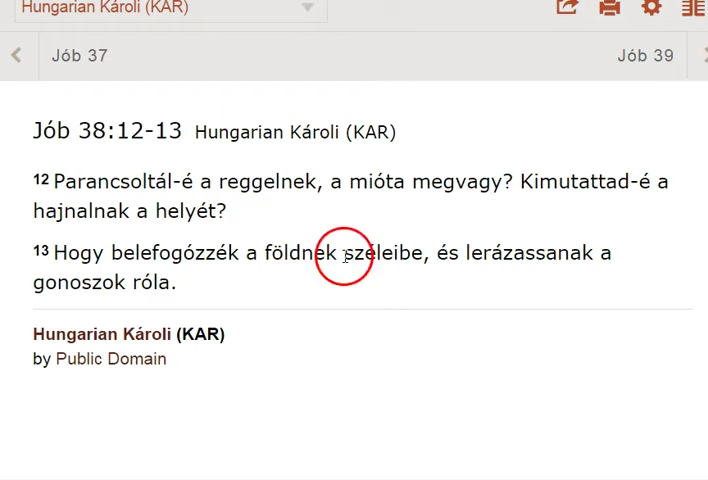 Hungarian Károli (KAR)
Jób 37
Jób 39
Jób 38:12-13 Hungarian Károli (KAR)
12 Parancsoltál-é a reggelnek, a mióta megvagy? Kimutattad-é a
hajnalnak a helyét?
13 Hogy belefogózzék a földnek széleibe, és lerázassanak a
gonoszok róla.
Hungarian Károli (KAR)
by Public Domain